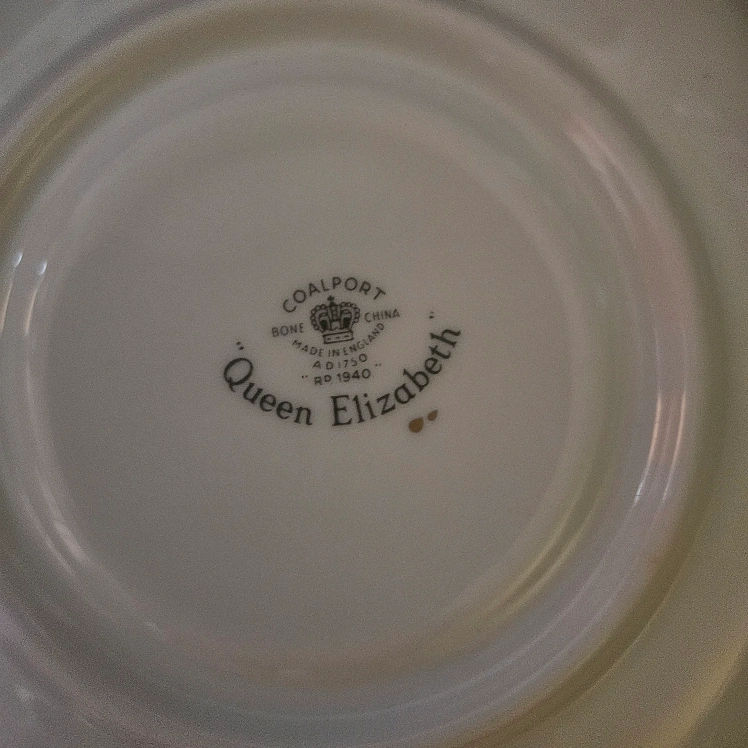 COALPORT
BONE CHINA
MADE IN ENGLAND
A D 1750
" RD 1940 "
"Queen Elizabeth"